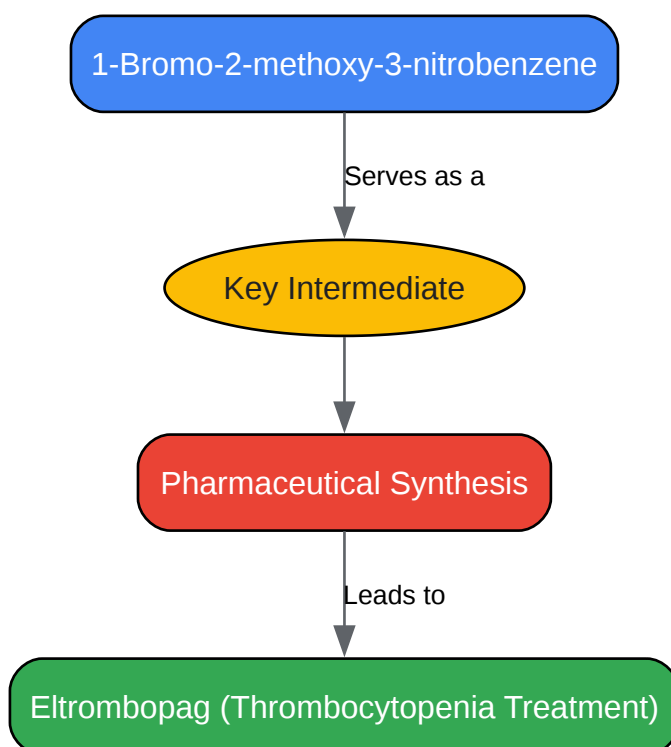 1-Bromo-2-methoxy-3-nitrobenzene
Serves as a
Key Intermediate
Pharmaceutical Synthesis
Leads to
Eltrombopag (Thrombocytopenia Treatment)